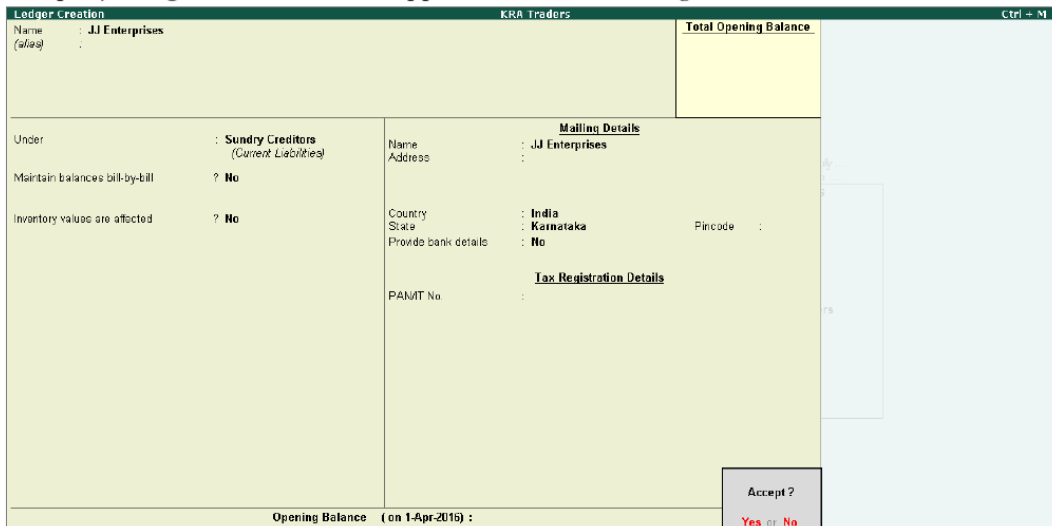 Ledger Creation KRA Traders Ctrl + M
Name : JJ Enterprises
(alias) :
Total Opening Balance
Under : Sundry Creditors
(Current Liabilities)
Maintain balances bill-by-bill ? No
Inventory values are affected ? No
Mailing Details
Name : JJ Enterprises
Address :
Country : India
State : Karnataka Pincode :
Provide bank details : No
Tax Registration Details
PAN/IT No. :
Accept ?
Yes or No
Opening Balance ( on 1-Apr-2016) :